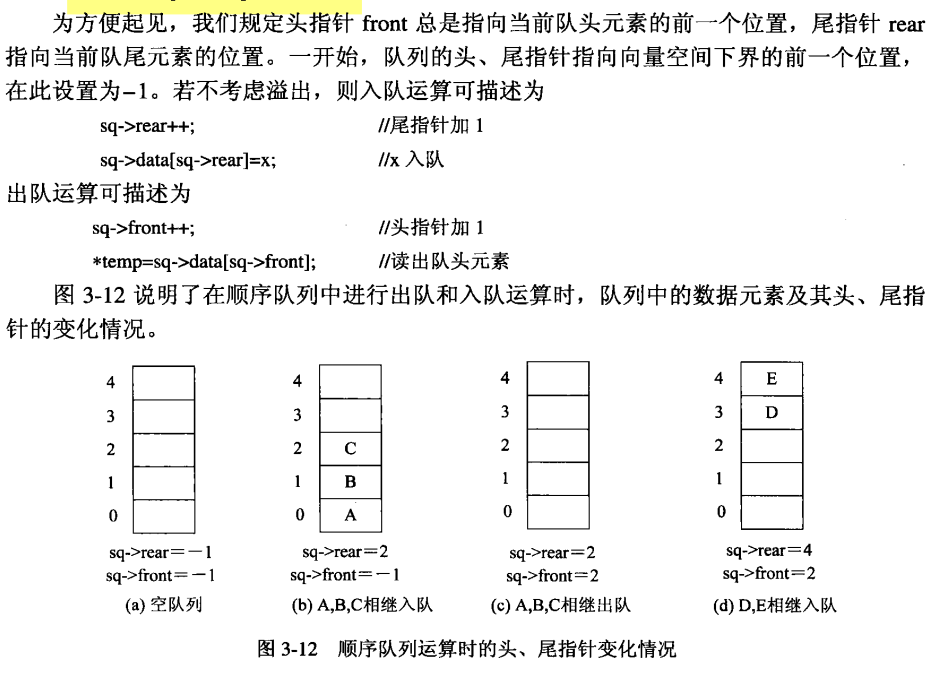 为方便起见，我们规定头指针 front 总是指向当前队头元素的前一个位置，尾指针 rear
指向当前队尾元素的位置。一开始，队列的头、尾指针指向向量空间下界的前一个位置，
在此设置为–1。若不考虑溢出，则入队运算可描述为
sq->rear++; //尾指针加 1
sq->data[sq->rear]=x; //x 入队
出队运算可描述为
sq->front++; //头指针加 1
*temp=sq->data[sq->front]; //读出队头元素
图 3-12 说明了在顺序队列中进行出队和入队运算时，队列中的数据元素及其头、尾指
针的变化情况。
4 4 4 4 E
3 3 3 3 D
2 2 C 2 2
1 1 B 1 1
0 0 A 0 0
sq->rear=－1 sq->rear=2 sq->rear=2 sq->rear=4
sq->front=－1 sq->front=－1 sq->front=2 sq->front=2
(a) 空队列 (b) A,B,C相继入队 (c) A,B,C相继出队 (d) D,E相继入队
图 3-12 顺序队列运算时的头、尾指针变化情况